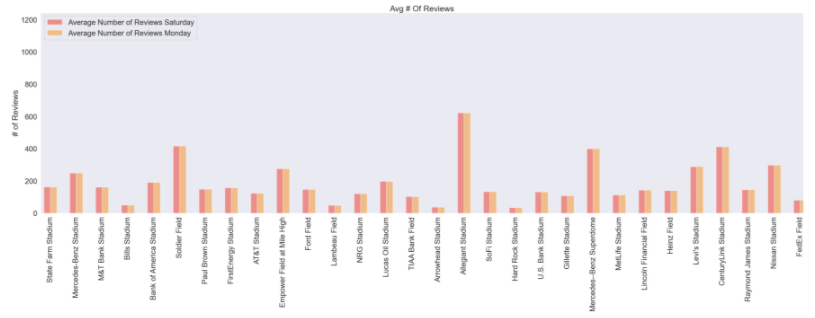 Avg # Of Reviews
Average Number of Reviews Saturday
Average Number of Reviews Monday
# of Reviews
1200
1000
800
600
400
200
0
State Farm Stadium
Mercedes-Benz Stadium
M&T Bank Stadium
Bills Stadium
Bank of America Stadium
Soldier Field
Paul Brown Stadium
FirstEnergy Stadium
AT&T Stadium
Empower Field at Mile High
Ford Field
Lambeau Field
NRG Stadium
Lucas Oil Stadium
TIAA Bank Field
Arrowhead Stadium
Allegiant Stadium
SoFi Stadium
Hard Rock Stadium
U.S. Bank Stadium
Gillette Stadium
Mercedes-Benz Superdome
MetLife Stadium
Lincoln Financial Field
Heinz Field
Levi's Stadium
CenturyLink Stadium
Raymond James Stadium
Nissan Stadium
FedEx Field